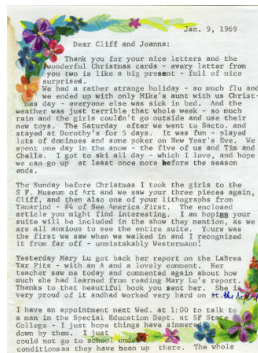 Jan. 9, 1969
Dear Cliff and Joanna:
Thank you for your nice letters and the
wonderful Christmas cards - every letter from
you two is like a big present - full of nice
surprises.
We had a rather strange holiday - so much flu and
we ended up with only Mike's aunt with us Christ-
mas day - everyone else was sick in bed. And the
weather was just terrible that whole week - so much
rain and the girls couldn't go outside and use their
new toys. The Saturday after we went to Sacto. and
stayed at Dorothy's for 5 days. It was fun - played
lots of dominoes and some poker on New Year's Eve. We
spent one day in the snow - the five of us and Tim and
Chelle. I got to ski all day - which I love, and hope
we can go up at least once more before the season
ends.
The Sunday before Christmas I took the girls to the
S F. Museum of Art and we saw your three pieces again,
Cliff, and then also one of your lithographs from
Tamarind - #4 of See America First. The enclosed
article you might find interesting. I am hoping your
suite will be included in the show they mention, as we
are all anxious to see the entire suite. Yours was
the first we saw when we walked in and I recognized
it from far off - unmistakably Westermann!
Yesterday Mary Lu got back her report on the LaBrea
Tar Pits - with an A and a lovely comment. Her
teacher saw me today and commented again about how
much she had learned from reading Mary Lu's report.
Thanks to that beautiful book you sent her. She is
very proud of it andhad worked very hard on it.
I have an appointment next Wed. at 1:00 to talk to
a man in the Special Education Dept. at SF State
College - I just hope things have simmered
down by then. I just
could not go to school under
conditionsas they have been up there. The whole